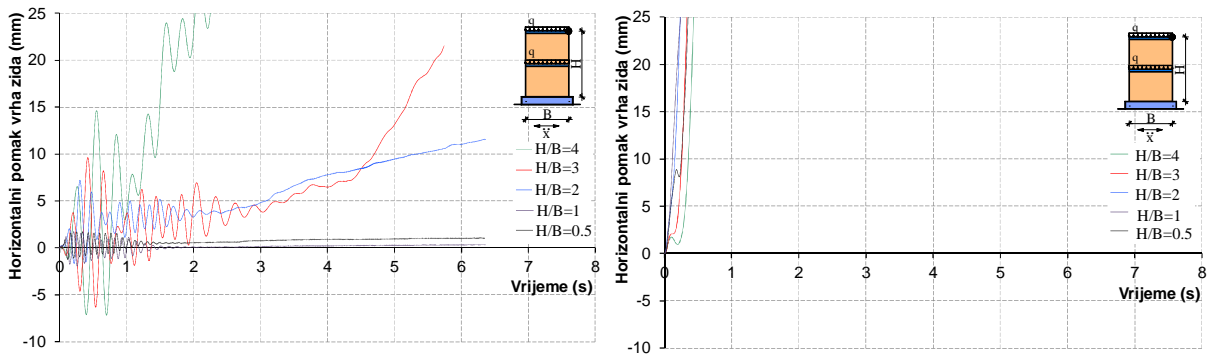 Horizontalni pomak vrha zida (mm)
25
20
15
10
5
0
-5
-10
0 1 2 3 4 5 6 7 8
Vrijeme (s)
q
q
B
ẍ
H/B=4
H/B=3
H/B=2
H/B=1
H/B=0.5
Horizontalni pomak vrha zida (mm)
25
20
15
10
5
0
-5
-10
0 1 2 3 4 5 6 7 8
Vrijeme (s)
q
q
B
ẍ
H/B=4
H/B=3
H/B=2
H/B=1
H/B=0.5